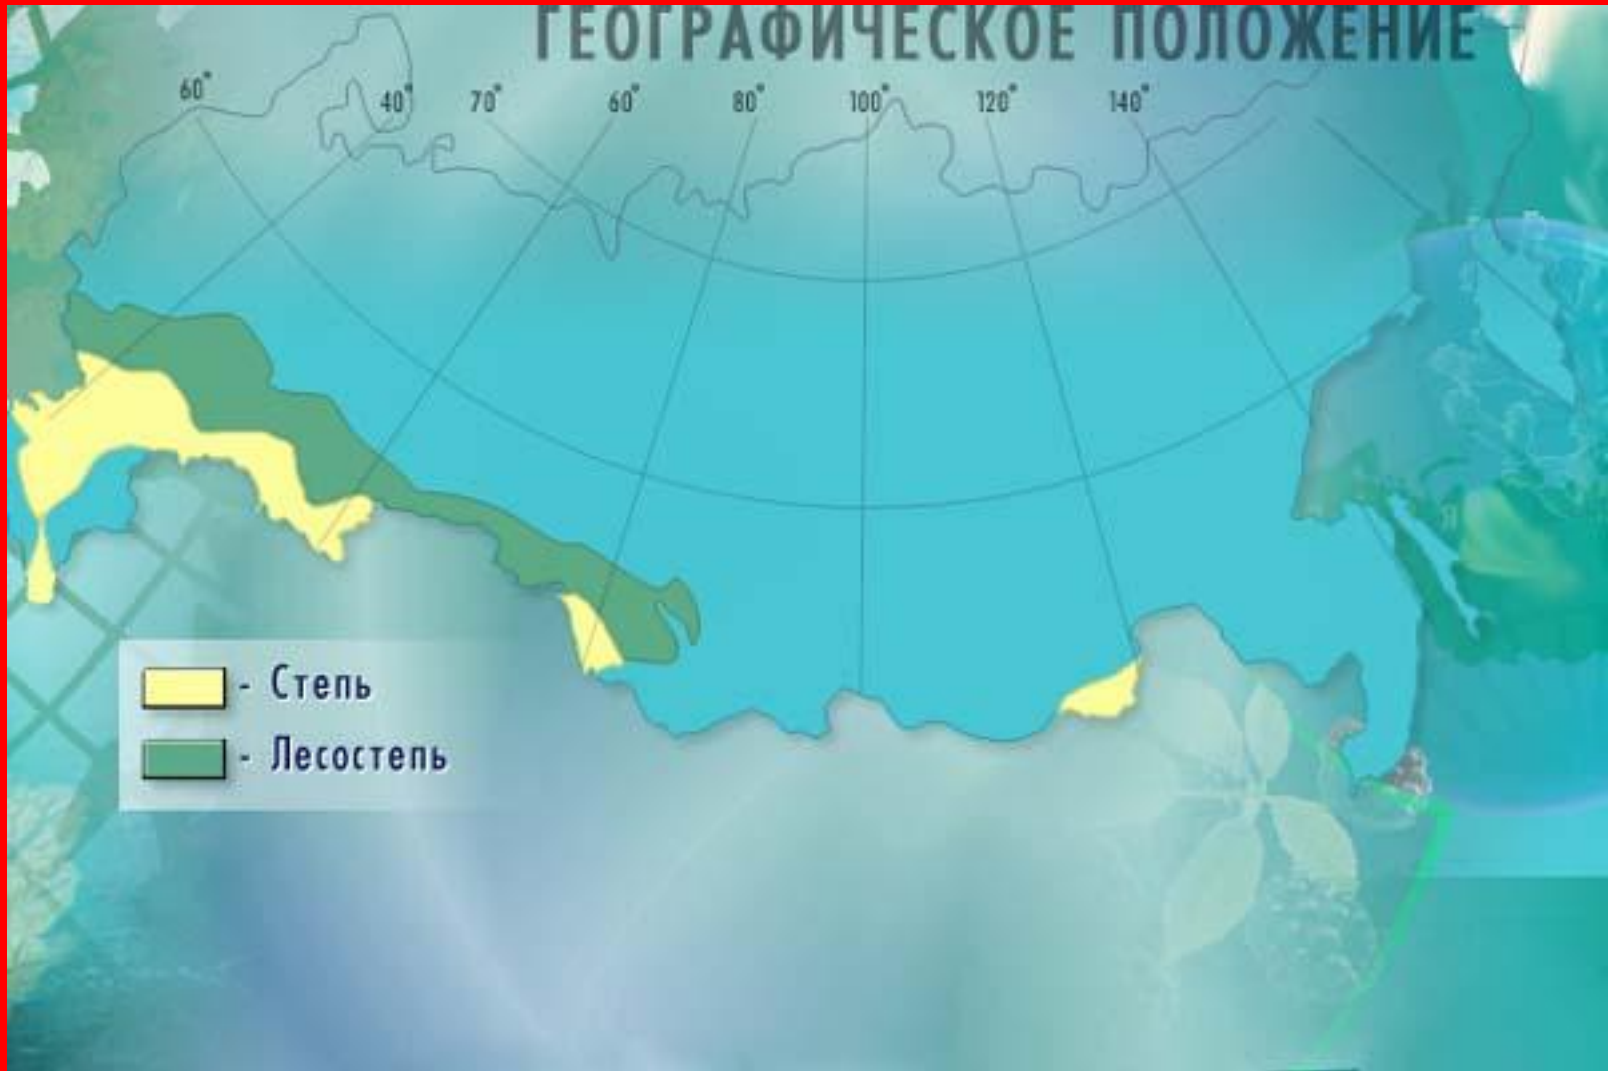 ГЕОГРАФИЧЕСКОЕ ПОЛОЖЕНИЕ
60° 40° 70° 60° 80° 100° 120° 140°
- Степь
- Лесостепь